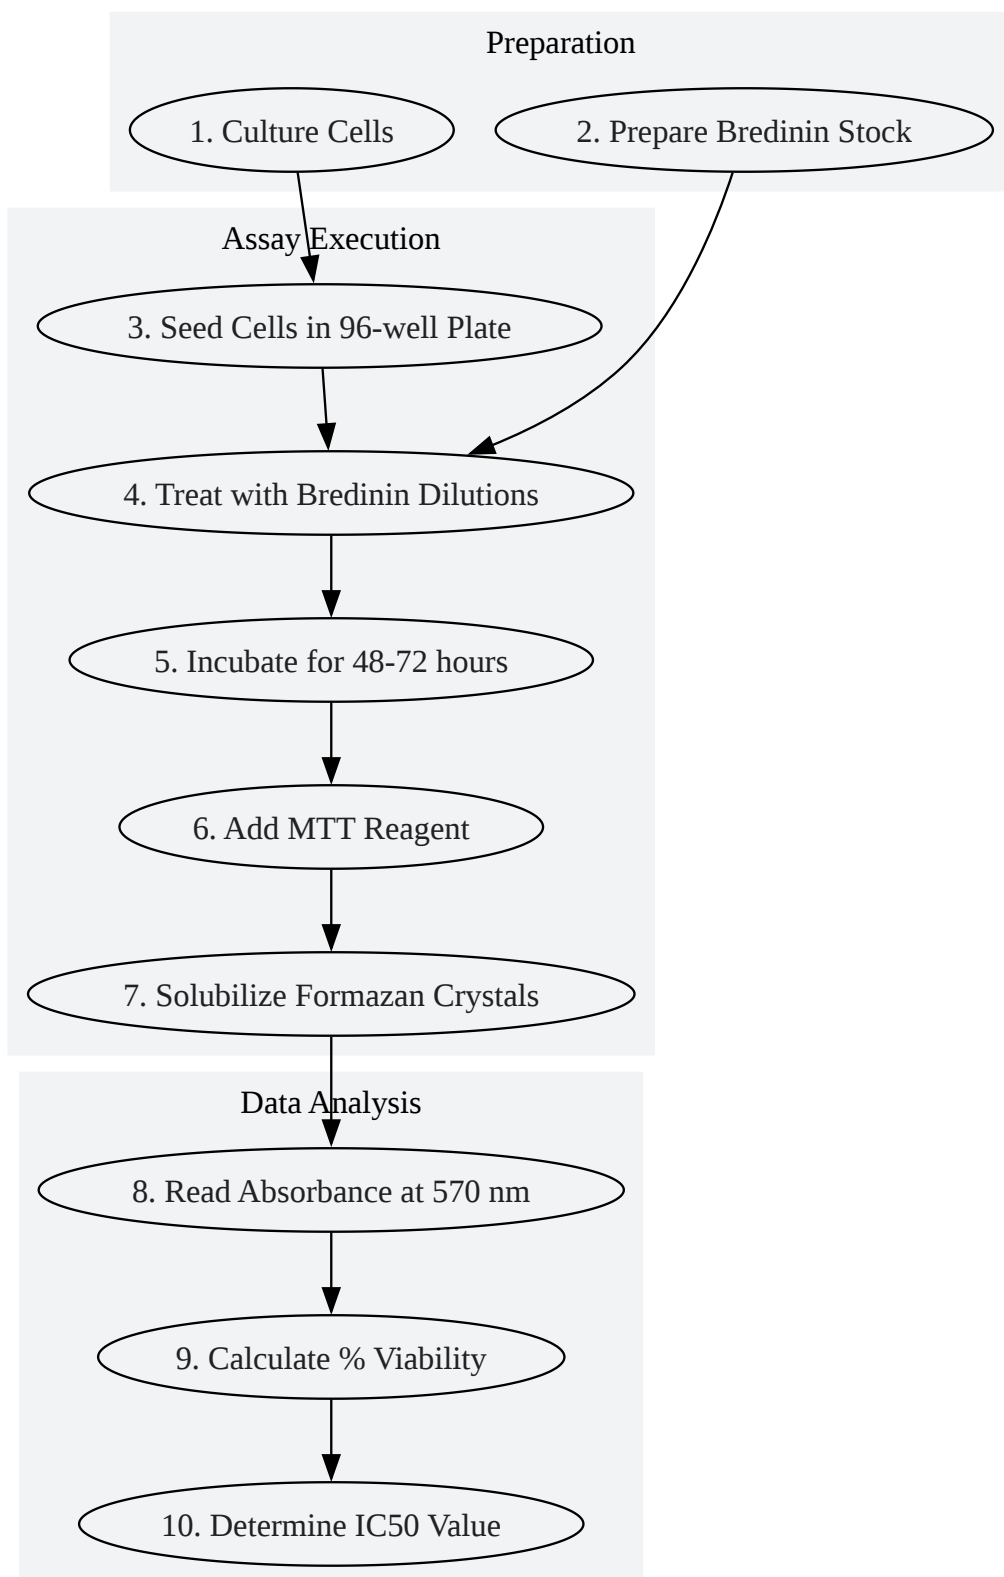 Preparation
1. Culture Cells
2. Prepare Bredinin Stock
Assay Execution
3. Seed Cells in 96-well Plate
4. Treat with Bredinin Dilutions
5. Incubate for 48-72 hours
6. Add MTT Reagent
7. Solubilize Formazan Crystals
Data Analysis
8. Read Absorbance at 570 nm
9. Calculate % Viability
10. Determine IC50 Value